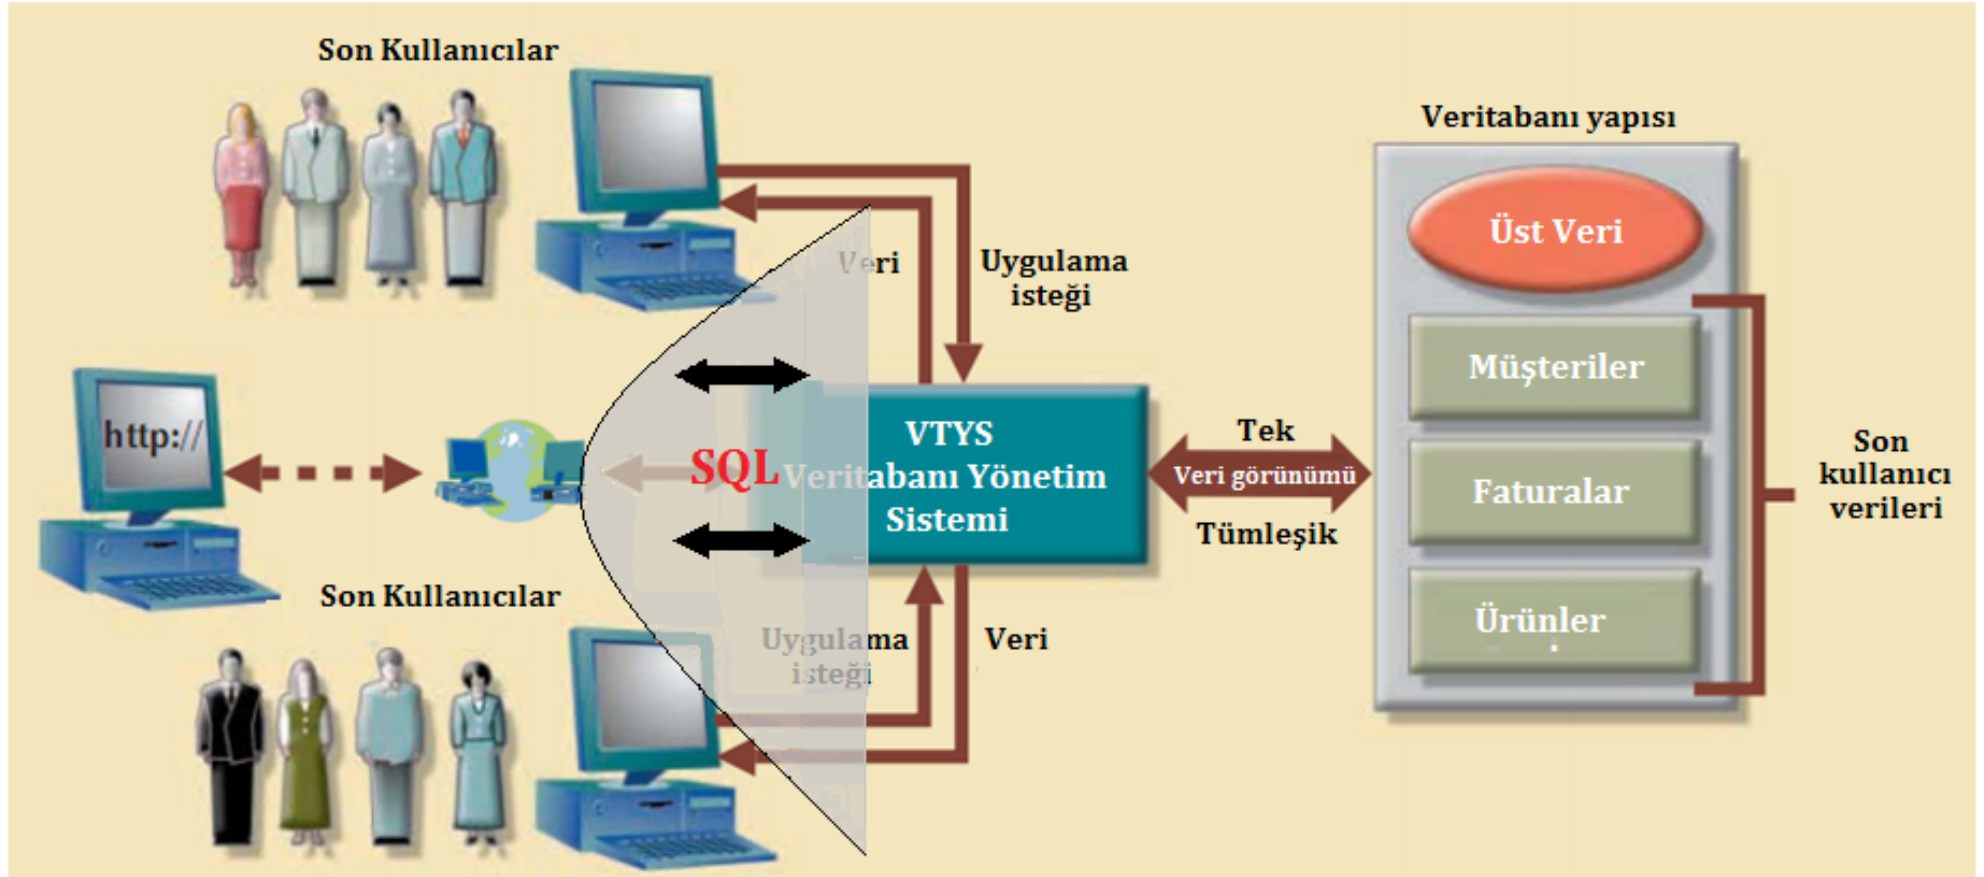 Son Kullanıcılar
Veri
Uygulama
isteği
http://
SQL
VTYS
Veritabanı Yönetim
Sistemi
Tek
Veri görünümü
Tümleşik
Veritabanı yapısı
Üst Veri
Müşteriler
Faturalar
Ürünler
Son
kullanıcı
verileri
Son Kullanıcılar
Uygulama
isteği
Veri